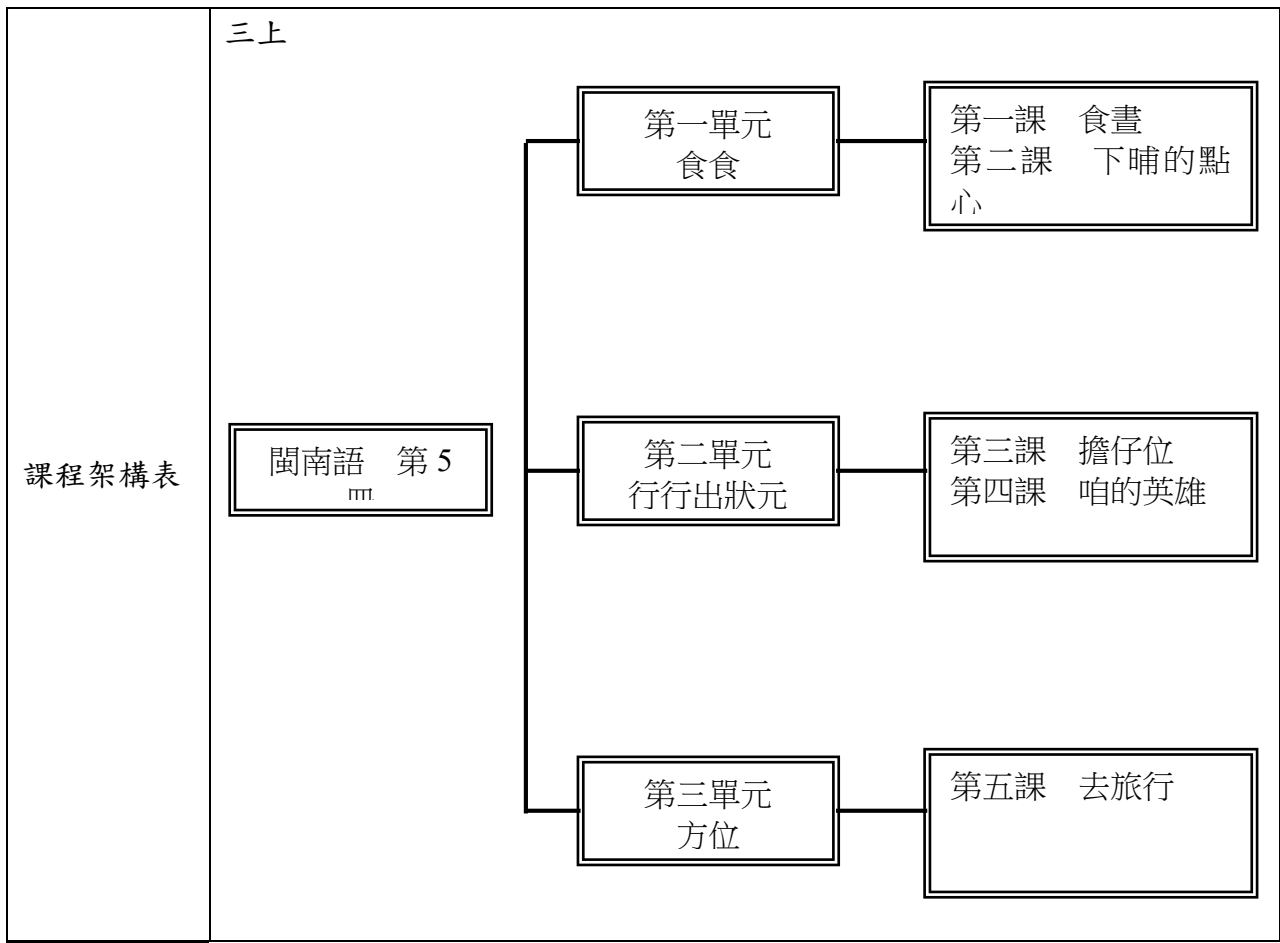 三上
課程架構表
閩南語 第5
第一單元
食食
第一課 食晝
第二課 下晡的點
心
第二單元
行行出狀元
第三課 擔仔位
第四課 咱的英雄
第三單元
方位
第五課 去旅行